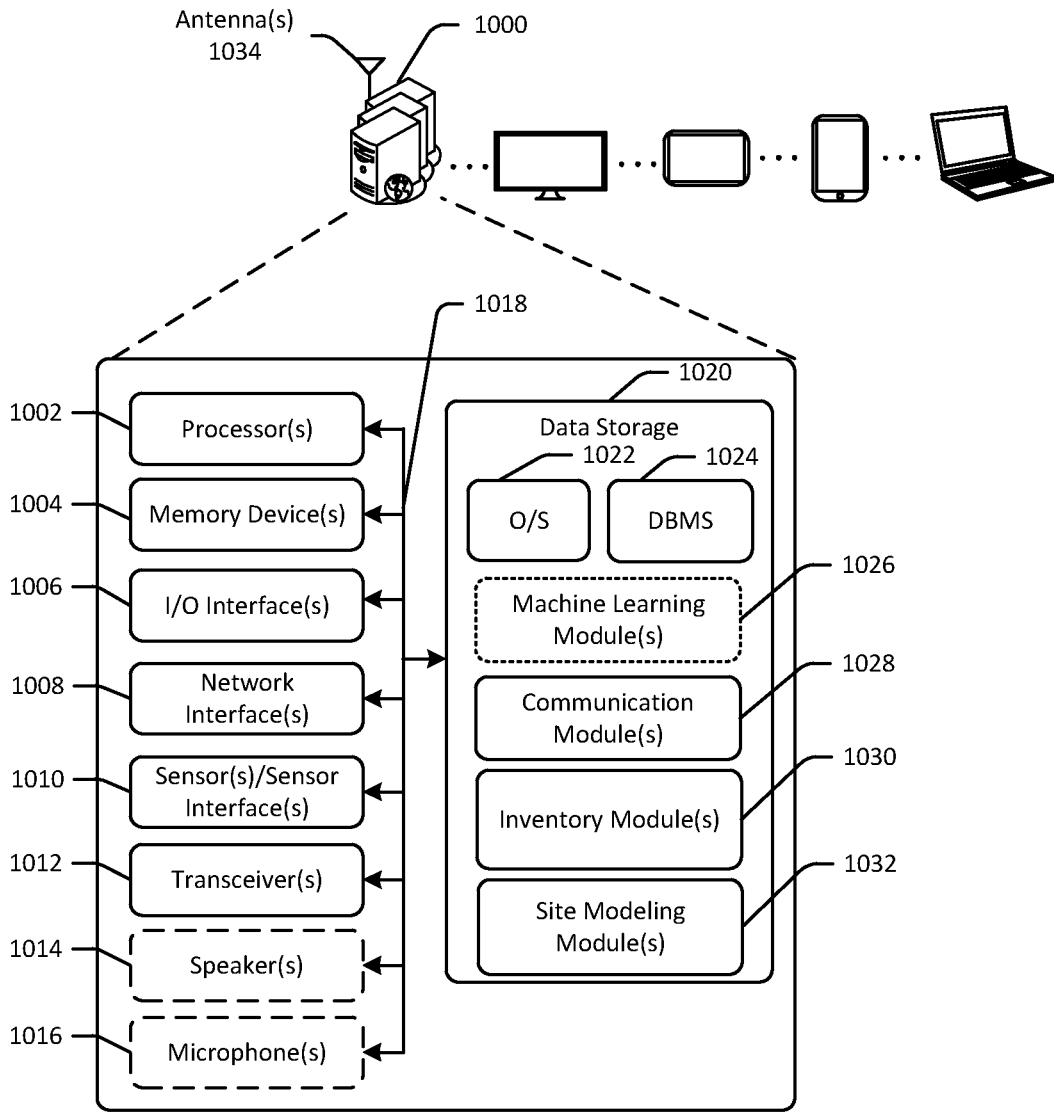 Antenna(s)
1034
1000
1018
1002
Processor(s)
1004
Memory Device(s)
1006
I/O Interface(s)
1008
Network
Interface(s)
1010
Sensor(s)/Sensor
Interface(s)
1012
Transceiver(s)
1014
Speaker(s)
1016
Microphone(s)
1020
Data Storage
1022
1024
O/S
DBMS
1026
Machine Learning
Module(s)
1028
Communication
Module(s)
1030
Inventory Module(s)
1032
Site Modeling
Module(s)